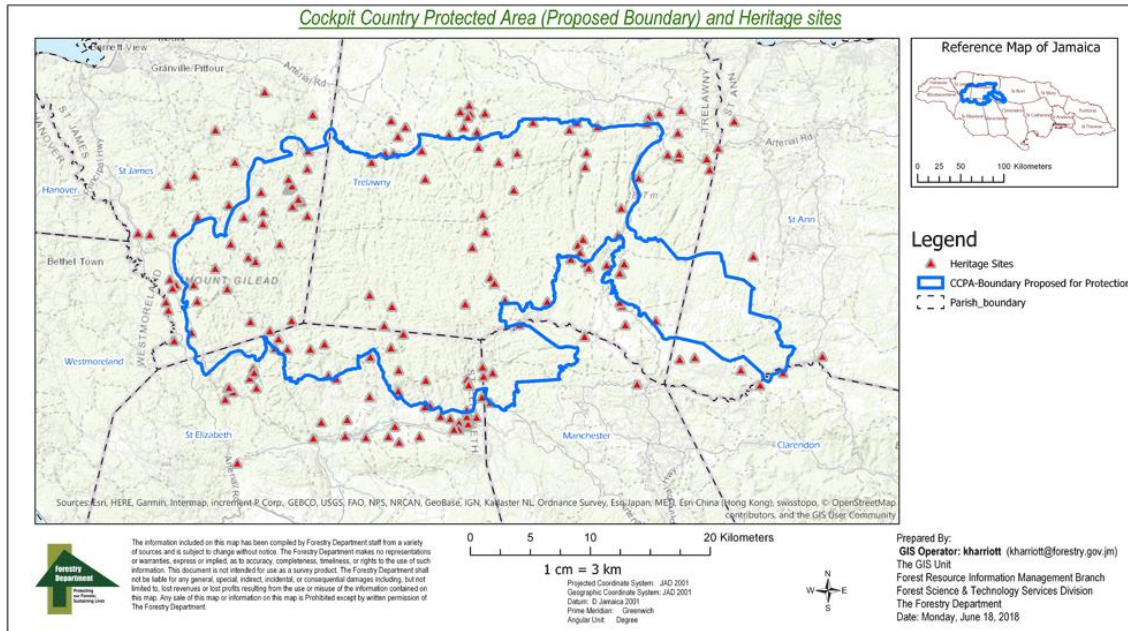 Cockpit Country Protected Area (Proposed Boundary) and Heritage sites
Granville/Pitfour
Arterial Rd
ST JAMES
HANOVER
St James
Hanover
Trelawny
TRELAWNY
ST ANN
Arterial Rd
St Ann
Bethel Town
MOUNT GILEAD
WESTMORELAND
Westmoreland
St Elizabeth
Manchester
Clarendon
Sources: Esri, HERE, Garmin, Intermap, increment P Corp., GEBCO, USGS, FAO, NPS, NRCAN, GeoBase, IGN, Kadaster NL, Ordnance Survey, Esri Japan, METI, Esri China (Hong Kong), swisstopo, © OpenStreetMap
contributors, and the GIS User Community
Reference Map of Jamaica
St Ann
0 25 50 100 Kilometers
Legend
Heritage Sites
CCPA-Boundary Proposed for Protection
Parish_boundary
Forestry
Department
Protecting
our Forests;
Sustaining Lives
The information included on this map has been compiled by Forestry Department staff from a variety
of sources and is subject to change without notice. The Forestry Department makes no representations
or warranties, express or implied, as to accuracy, completeness, timeliness, or rights to the use of such
information. This document is not intended for use as a survey product. The Forestry Department shall
not be liable for any general, special, indirect, incidental, or consequential damages including, but not
limited to, lost revenues or lost profits resulting from the use or misuse of the information contained on
this map. Any sale of this map or information on this map is Prohibited except by written permission of
The Forestry Department.
0 5 10 20 Kilometers
1 cm = 3 km
Projected Coordinate System: JAD 2001
Geographic Coordinate System: JAD 2001
Datum: D Jamaica 2001
Prime Meridian: Greenwich
Angular Unit: Degree
N
W E
S
Prepared By:
GIS Operator: kharriott (kharriott@forestry.gov.jm)
The GIS Unit
Forest Resource Information Management Branch
Forest Science & Technology Services Division
The Forestry Department
Date: Monday, June 18, 2018